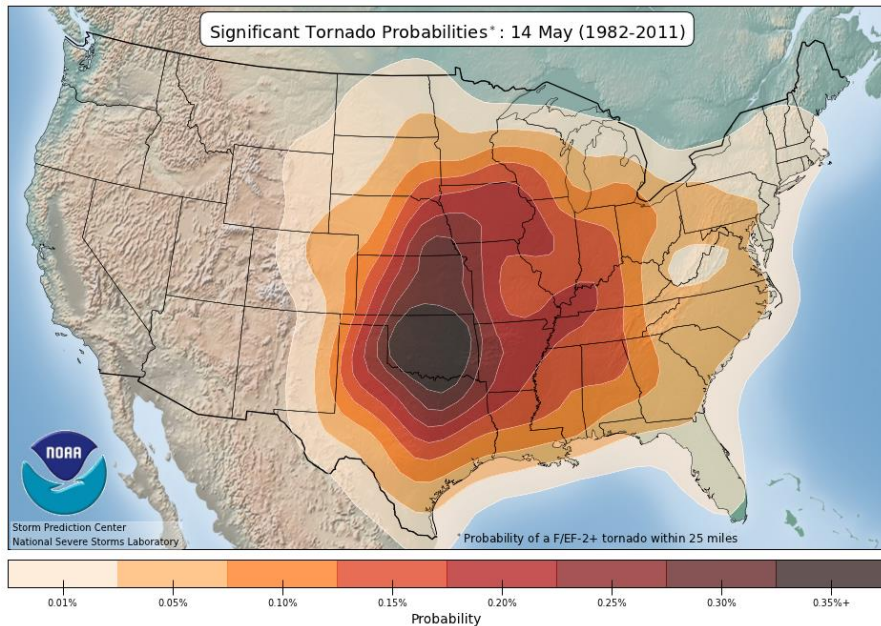 Significant Tornado Probabilities* : 14 May (1982-2011)
NOAA
Storm Prediction Center
National Severe Storms Laboratory
*Probability of a F/EF-2+ tornado within 25 miles
0.01% 0.05% 0.10% 0.15% 0.20% 0.25% 0.30% 0.35%+
Probability